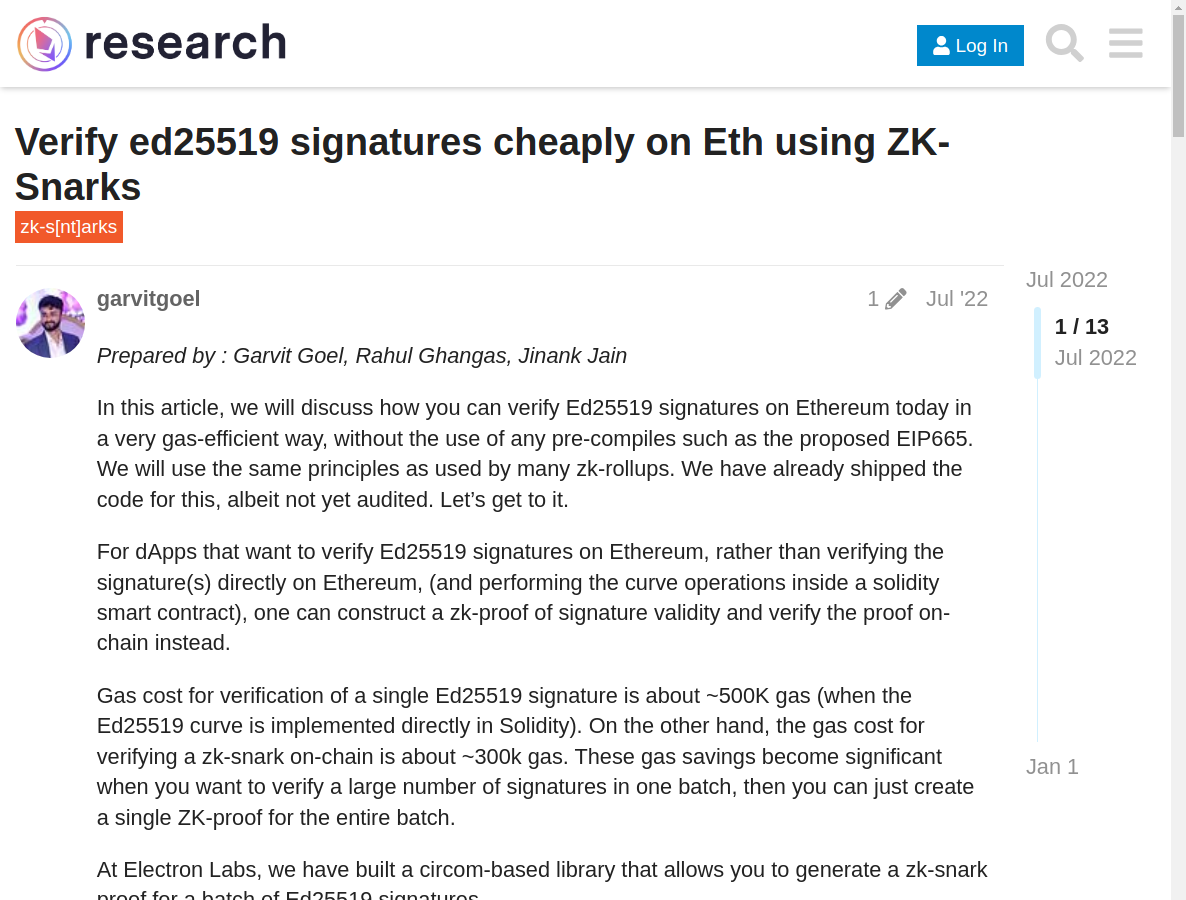 research
Log In
Verify ed25519 signatures cheaply on Eth using ZK-
Snarks
zk-s[nt]arks
garvitgoel
1
Jul '22
Prepared by : Garvit Goel, Rahul Ghangas, Jinank Jain
In this article, we will discuss how you can verify Ed25519 signatures on Ethereum today in
a very gas-efficient way, without the use of any pre-compiles such as the proposed EIP665.
We will use the same principles as used by many zk-rollups. We have already shipped the
code for this, albeit not yet audited. Let’s get to it.
For dApps that want to verify Ed25519 signatures on Ethereum, rather than verifying the
signature(s) directly on Ethereum, (and performing the curve operations inside a solidity
smart contract), one can construct a zk-proof of signature validity and verify the proof on-
chain instead.
Gas cost for verification of a single Ed25519 signature is about ~500K gas (when the
Ed25519 curve is implemented directly in Solidity). On the other hand, the gas cost for
verifying a zk-snark on-chain is about ~300k gas. These gas savings become significant
when you want to verify a large number of signatures in one batch, then you can just create
a single ZK-proof for the entire batch.
At Electron Labs, we have built a circom-based library that allows you to generate a zk-snark
proof for a batch of Ed25519 signatures.
Jul 2022
1 / 13
Jul 2022
Jan 1